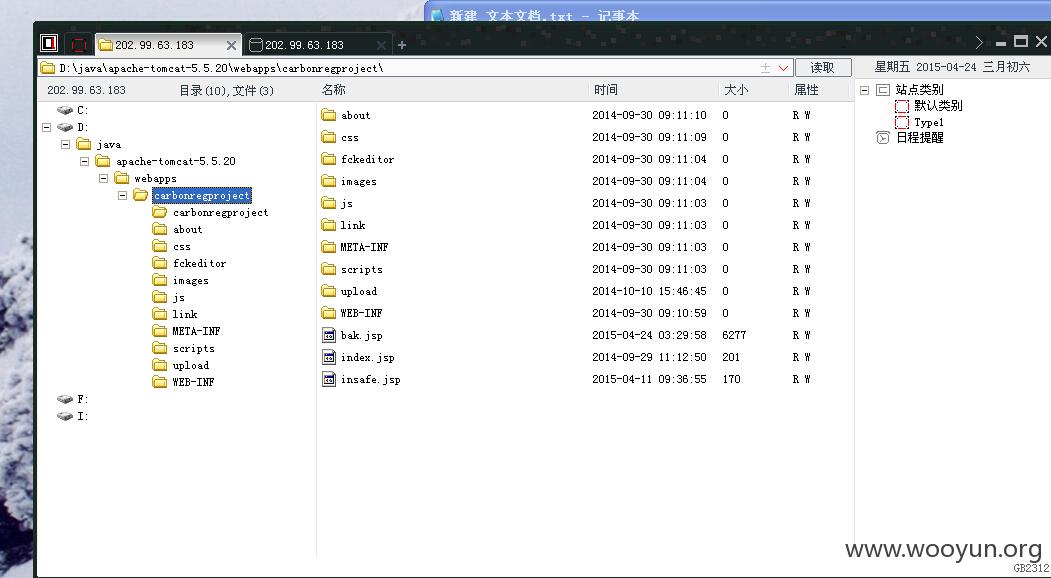 新建 文本文档.txt - 记事本
202.99.63.183
202.99.63.183
D:\java\apache-tomcat-5.5.20\webapps\carbonregproject\
读取
星期五 2015-04-24 三月初六
202.99.63.183 目录(10),文件(3)
名称 时间 大小 属性
C:
D:
java
apache-tomcat-5.5.20
webapps
carbonregproject
carbonregproject
about
css
fckeditor
images
js
link
META-INF
scripts
upload
WEB-INF
F:
I:
about 2014-09-30 09:11:10 0 R W
css 2014-09-30 09:11:09 0 R W
fckeditor 2014-09-30 09:11:04 0 R W
images 2014-09-30 09:11:04 0 R W
js 2014-09-30 09:11:03 0 R W
link 2014-09-30 09:11:03 0 R W
META-INF 2014-09-30 09:11:03 0 R W
scripts 2014-09-30 09:11:03 0 R W
upload 2014-10-10 15:46:45 0 R W
WEB-INF 2014-09-30 09:10:59 0 R W
bak.jsp 2015-04-24 03:29:58 6277 R W
index.jsp 2014-09-29 11:12:50 201 R W
insafe.jsp 2015-04-11 09:36:55 170 R W
站点类别
默认类别
Type1
日程提醒
www.wooyun.org
GB2312